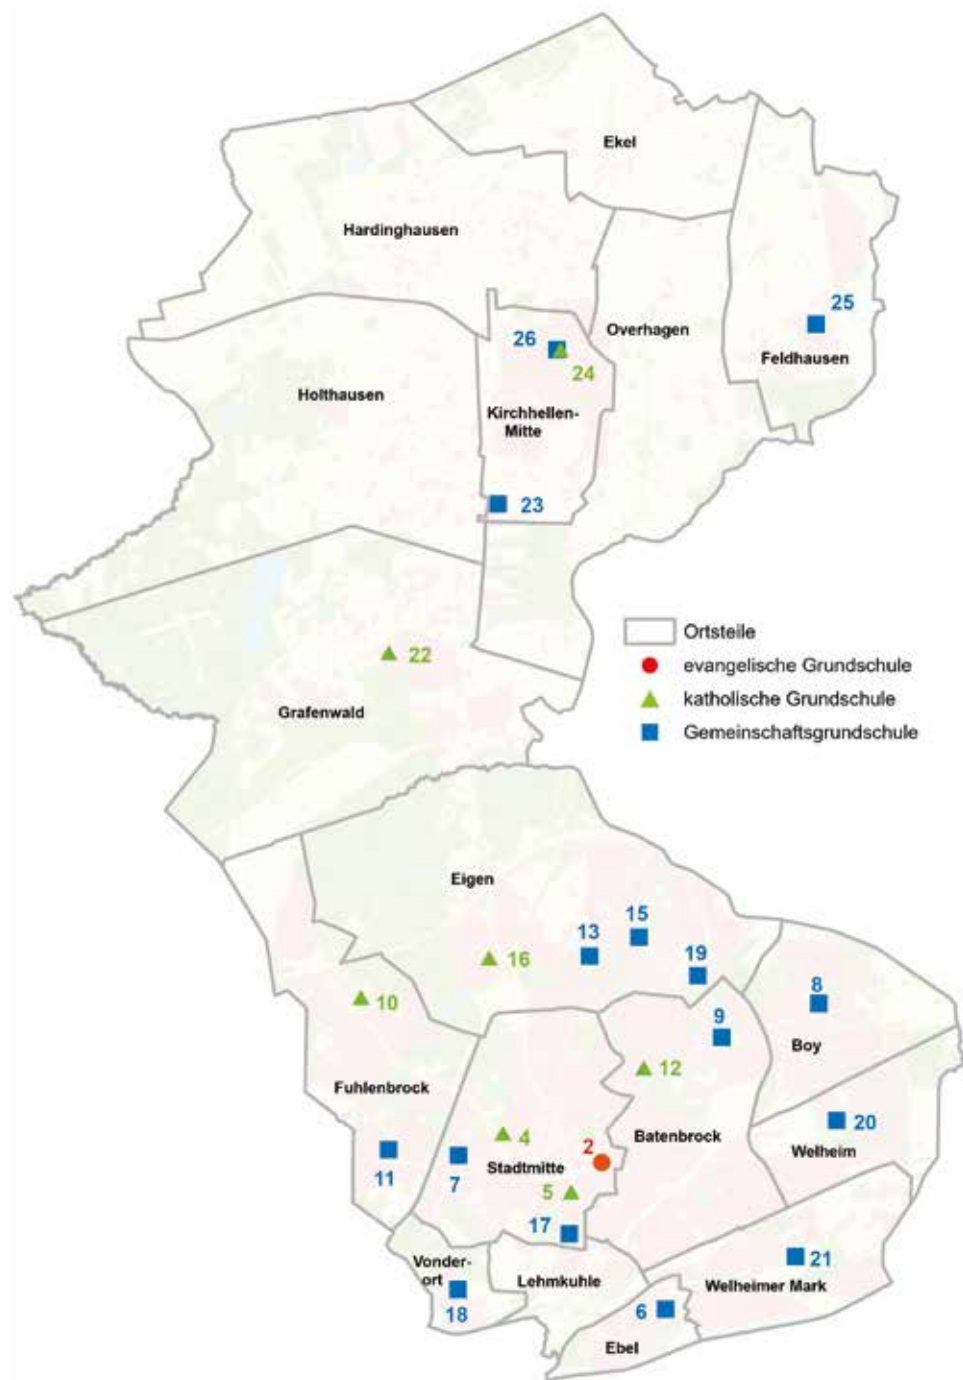 Ekel
Hardinghausen
25
Overhagen
26
Feldhausen
24
Holthausen
Kirchhellen-
Mitte
23
Ortsteile
22
evangelische Grundschule
katholische Grundschule
Grafenwald
Gemeinschaftsgrundschule
Eigen
15
13
16
19
8
10
9
Boy
12
Fuhlenbrock
20
4
Batenbrock
2
Welheim
Stadtmitte
11
7
5
17
21
Vonder-
ort
Lehmkuhle
Welheimer Mark
18
6
Ebel